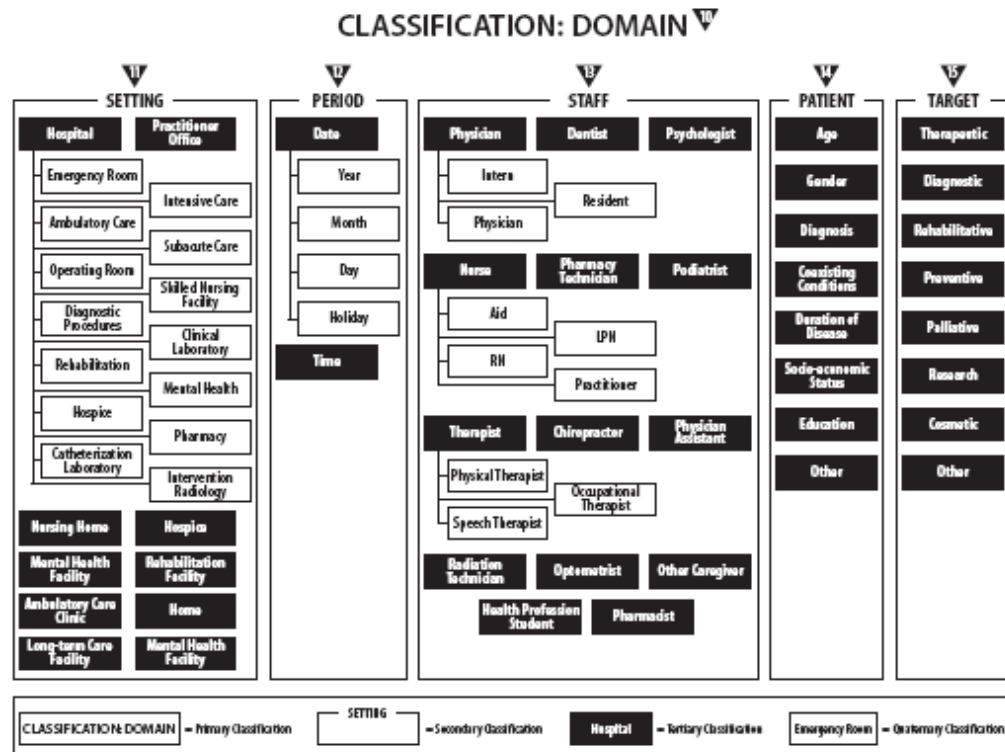 CLASSIFICATION: DOMAIN 10
11
12
13
14
15
SETTING
PERIOD
STAFF
PATIENT
TARGET
Hospital
Practitioner
Office
Emergency Room
Intensive Care
Ambulatory Care
Subacute Care
Operating Room
Skilled Nursing
Facility
Diagnostic
Procedures
Clinical
Laboratory
Rehabilitation
Mental Health
Hospice
Pharmacy
Catheterization
Laboratory
Intervention
Radiology
Nursing Home
Hospice
Mental Health
Facility
Rehabilitation
Facility
Ambulatory Care
Clinic
Home
Long-term Care
Facility
Mental Health
Facility
Date
Year
Month
Day
Holiday
Time
Physician
Dentist
Psychologist
Intern
Resident
Physician
Nurse
Pharmacy
Technician
Podiatrist
Aid
LPN
RN
Practitioner
Therapist
Chiropractor
Physician
Assistant
Physical Therapist
Occupational
Therapist
Speech Therapist
Radiation
Technician
Optometrist
Other Caregiver
Health Profession
Student
Pharmacist
Age
Gender
Diagnosis
Coexisting
Conditions
Duration of
Disease
Socio-economic
Status
Education
Other
Therapeutic
Diagnostic
Rehabilitative
Preventive
Palliative
Research
Cosmetic
Other
CLASSIFICATION: DOMAIN = Primary Classification
SETTING = Secondary Classification
Hospital = Tertiary Classification
Emergency Room = Quaternary Classification